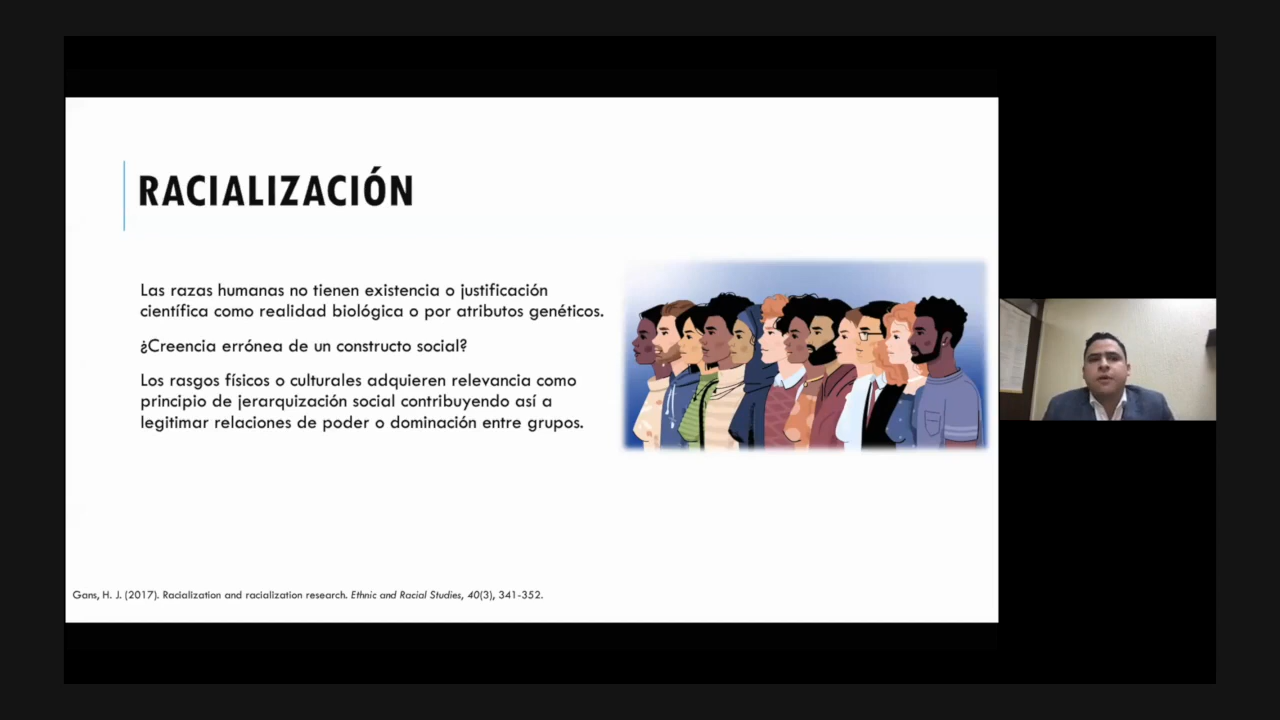 RACIALIZACIÓN
Las razas humanas no tienen existencia o justificación
científica como realidad biológica o por atributos genéticos.
¿Creencia errónea de un constructo social?
Los rasgos físicos o culturales adquieren relevancia como
principio de jerarquización social contribuyendo así a
legitimar relaciones de poder o dominación entre grupos.
Gans, H. J. (2017). Racialization and racialization research. Ethnic and Racial Studies, 40(3), 341-352.